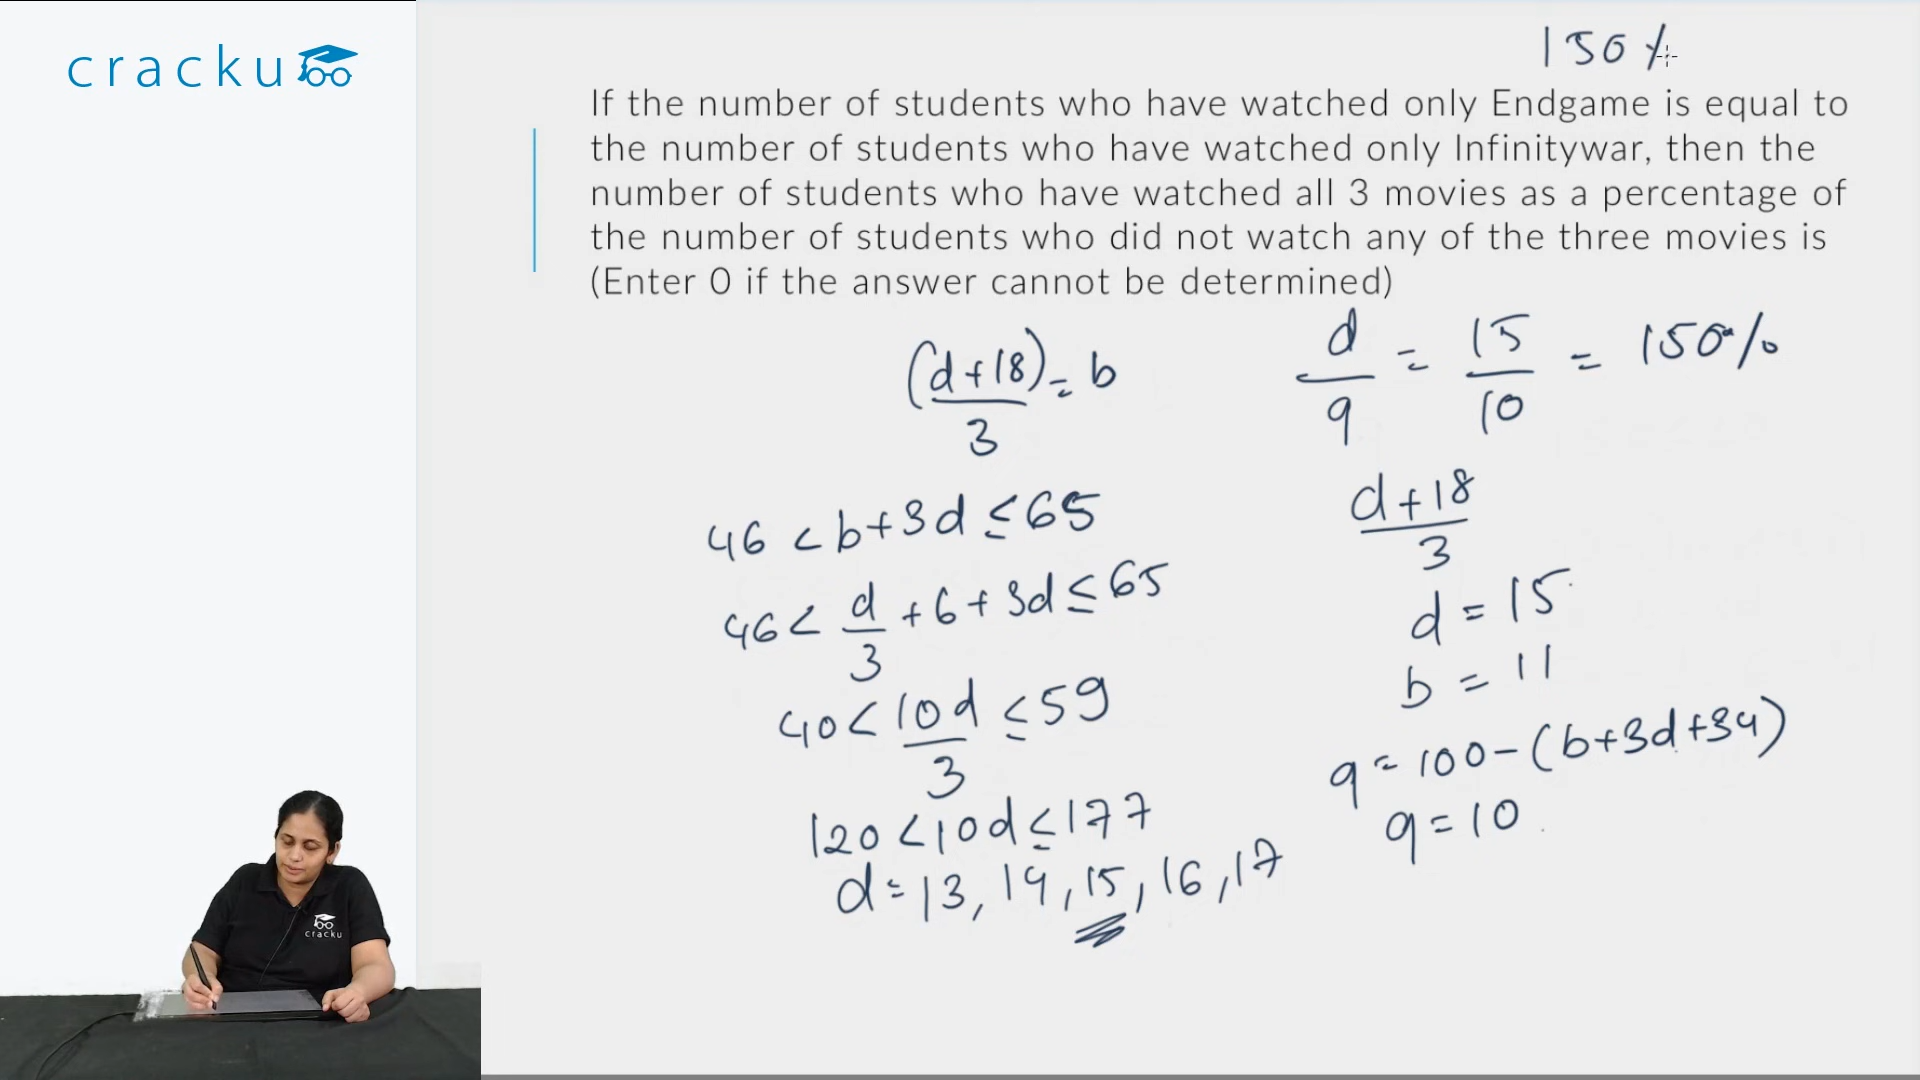 cracku
150%
If the number of students who have watched only Endgame is equal to
the number of students who have watched only Infinitywar, then the
number of students who have watched all 3 movies as a percentage of
the number of students who did not watch any of the three movies is
(Enter 0 if the answer cannot be determined)
(d+18)/3 = b
46 < b+3d ≤ 65
46 < d/3 + 6 + 3d ≤ 65
40 < 10d/3 ≤ 59
120 < 10d ≤ 177
d = 13, 14, 15, 16, 17
d/q = 15/10 = 150%
d+18/3
d = 15
b = 11
q = 100-(b+3d+34)
q = 10
cracku